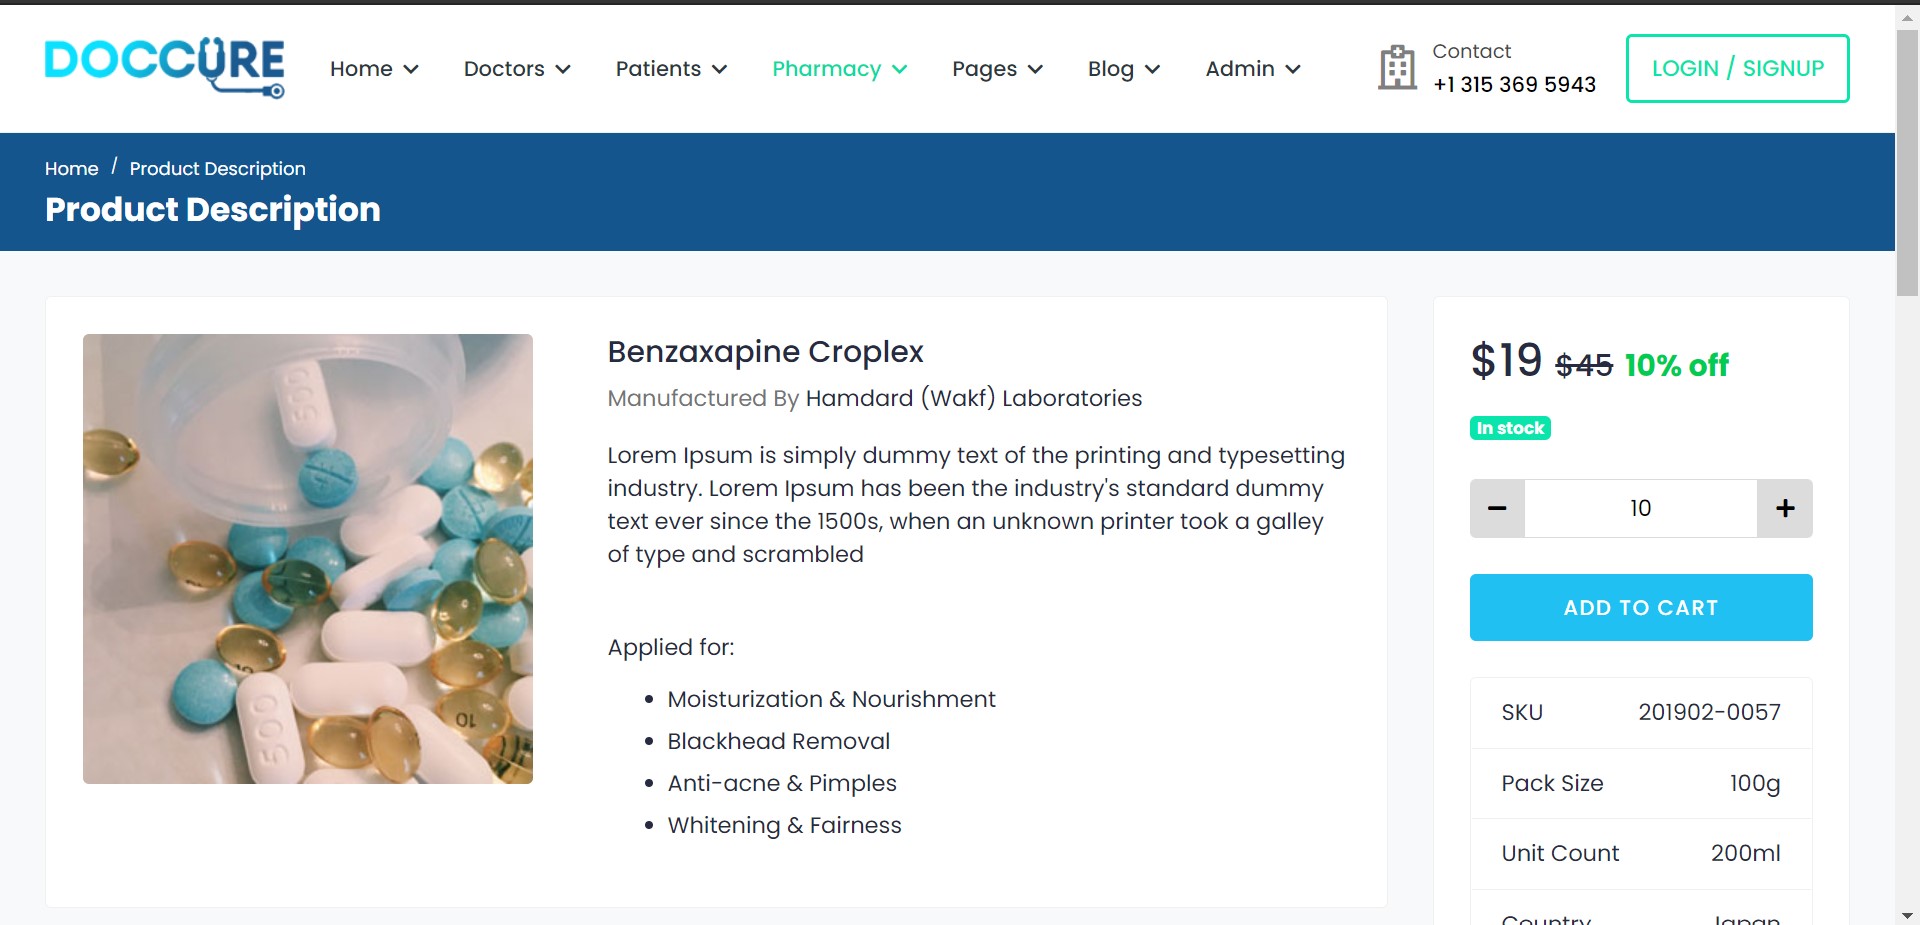 DOCCURE
Home
Doctors
Patients
Pharmacy
Pages
Blog
Admin
Contact
+1 315 369 5943
LOGIN / SIGNUP
Home / Product Description
Product Description
500
10
500
Benzaxapine Croplex
Manufactured By Hamdard (Wakf) Laboratories
Lorem Ipsum is simply dummy text of the printing and typesetting
industry. Lorem Ipsum has been the industry's standard dummy
text ever since the 1500s, when an unknown printer took a galley
of type and scrambled
Applied for:
• Moisturization & Nourishment
• Blackhead Removal
• Anti-acne & Pimples
• Whitening & Fairness
$19 $45 10% off
In stock
− 10 +
ADD TO CART
SKU 201902-0057
Pack Size 100g
Unit Count 200ml
Country Japan